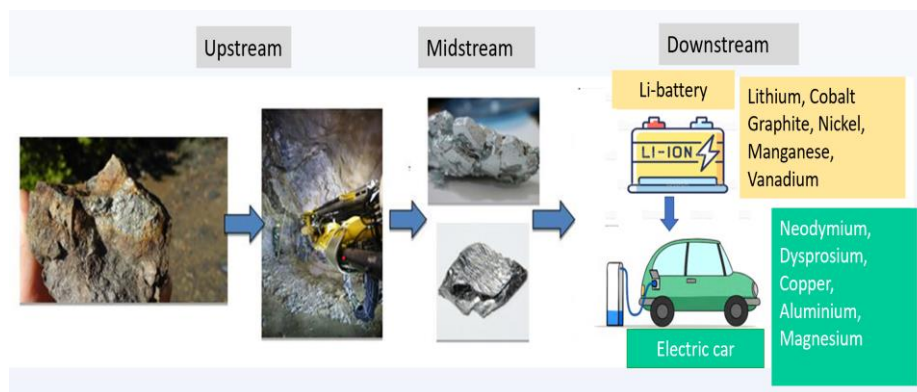 Upstream
Midstream
Downstream
Li-battery
Lithium, Cobalt
Graphite, Nickel,
Manganese,
Vanadium
LI-ION
Neodymium,
Dysprosium,
Copper,
Aluminium,
Magnesium
Electric car